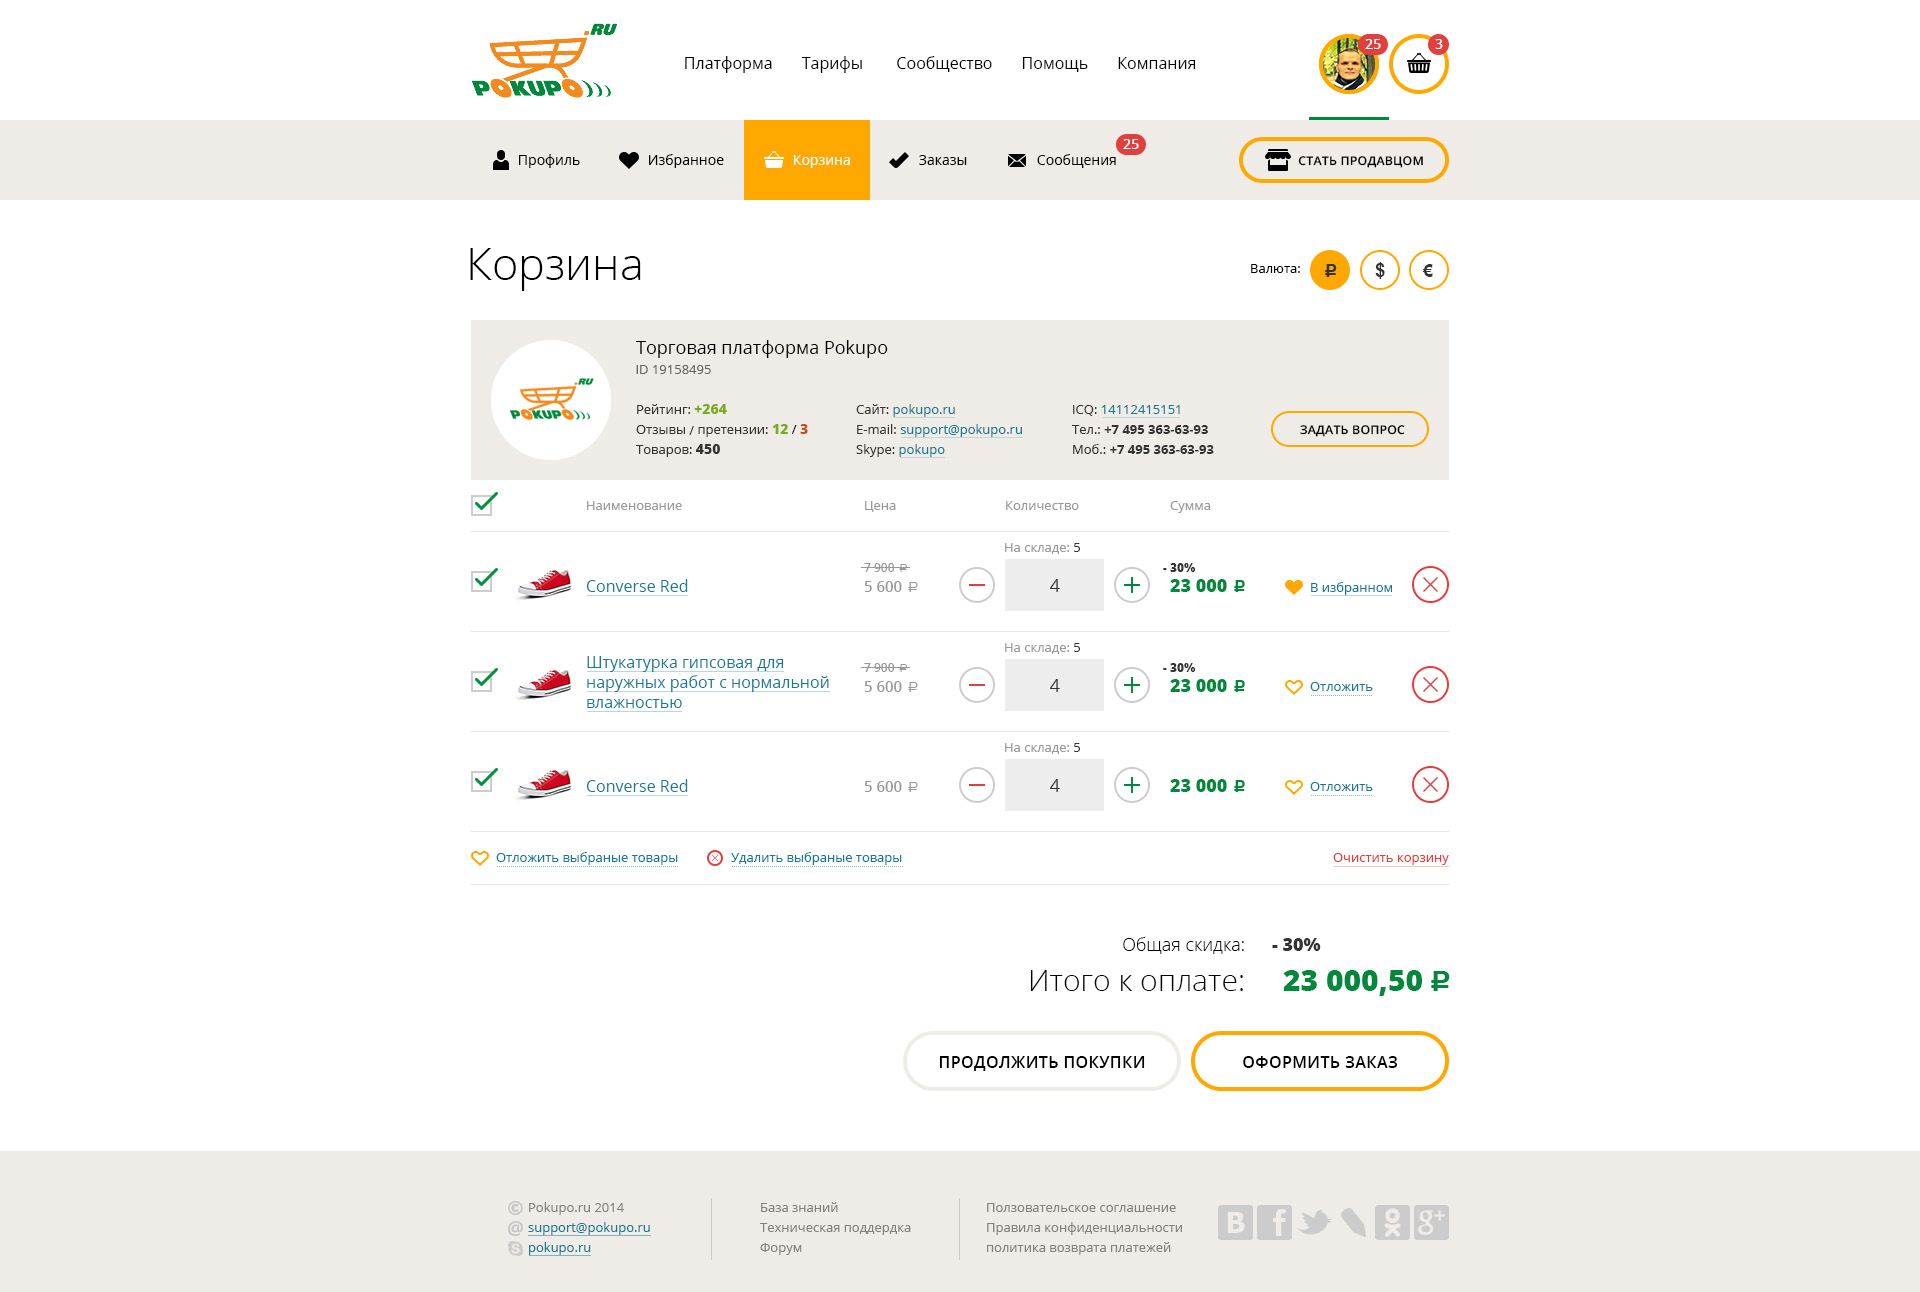 POKUPO.RU
Платформа Тарифы Сообщество Помощь Компания
25
3
Профиль Избранное Корзина Заказы Сообщения 25
СТАТЬ ПРОДАВЦОМ
Корзина
Валюта: ₽ $ €
POKUPO.RU
Торговая платформа Pokupo
ID 19158495
Рейтинг: +264
Отзывы / претензии: 12 / 3
Товаров: 450
Сайт: pokupo.ru
E-mail: support@pokupo.ru
Skype: pokupo
ICQ: 14112415151
Тел.: +7 495 363-63-93
Моб.: +7 495 363-63-93
ЗАДАТЬ ВОПРОС
Наименование Цена Количество Сумма
На складе: 5
7 900 ₽ - 30%
Converse Red 5 600 ₽ 4 23 000 ₽ В избранном
На складе: 5
Штукатурка гипсовая для
наружных работ с нормальной
влажностью
7 900 ₽ - 30%
5 600 ₽ 4 23 000 ₽ Отложить
На складе: 5
Converse Red 5 600 ₽ 4 23 000 ₽ Отложить
Отложить выбраные товары Удалить выбраные товары Очистить корзину
Общая скидка: - 30%
Итого к оплате: 23 000,50 ₽
ПРОДОЛЖИТЬ ПОКУПКИ ОФОРМИТЬ ЗАКАЗ
© Pokupo.ru 2014
@ support@pokupo.ru
pokupo.ru
База знаний
Техническая поддердка
Форум
Ползовательское соглашение
Правила конфиденциальности
политика возврата платежей
B f g+